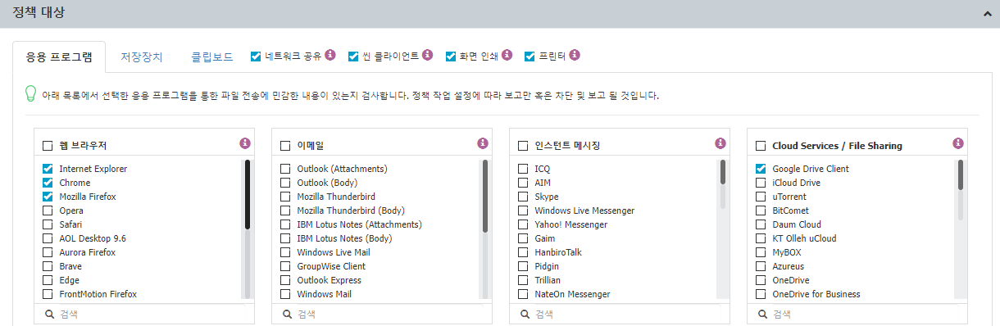 정책 대상
응용 프로그램 저장장치 클립보드 네트워크 공유 씬 클라이언트 화면 인쇄 프린터
아래 목록에서 선택한 응용 프로그램을 통한 파일 전송에 민감한 내용이 있는지 검사합니다. 정책 작업 설정에 따라 보고만 혹은 차단 및 보고 될 것입니다.
웹 브라우저
Internet Explorer
Chrome
Mozilla Firefox
Opera
Safari
AOL Desktop 9.6
Aurora Firefox
Brave
Edge
FrontMotion Firefox
검색
이메일
Outlook (Attachments)
Outlook (Body)
Mozilla Thunderbird
Mozilla Thunderbird (Body)
IBM Lotus Notes (Attachments)
IBM Lotus Notes (Body)
Windows Live Mail
GroupWise Client
Outlook Express
Windows Mail
검색
인스턴트 메시징
ICQ
AIM
Skype
Windows Live Messenger
Yahoo! Messenger
Gaim
HanbiroTalk
Pidgin
Trillian
NateOn Messenger
검색
Cloud Services / File Sharing
Google Drive Client
iCloud Drive
uTorrent
BitComet
Daum Cloud
KT Olleh uCloud
MyBOX
Azureus
OneDrive
OneDrive for Business
검색